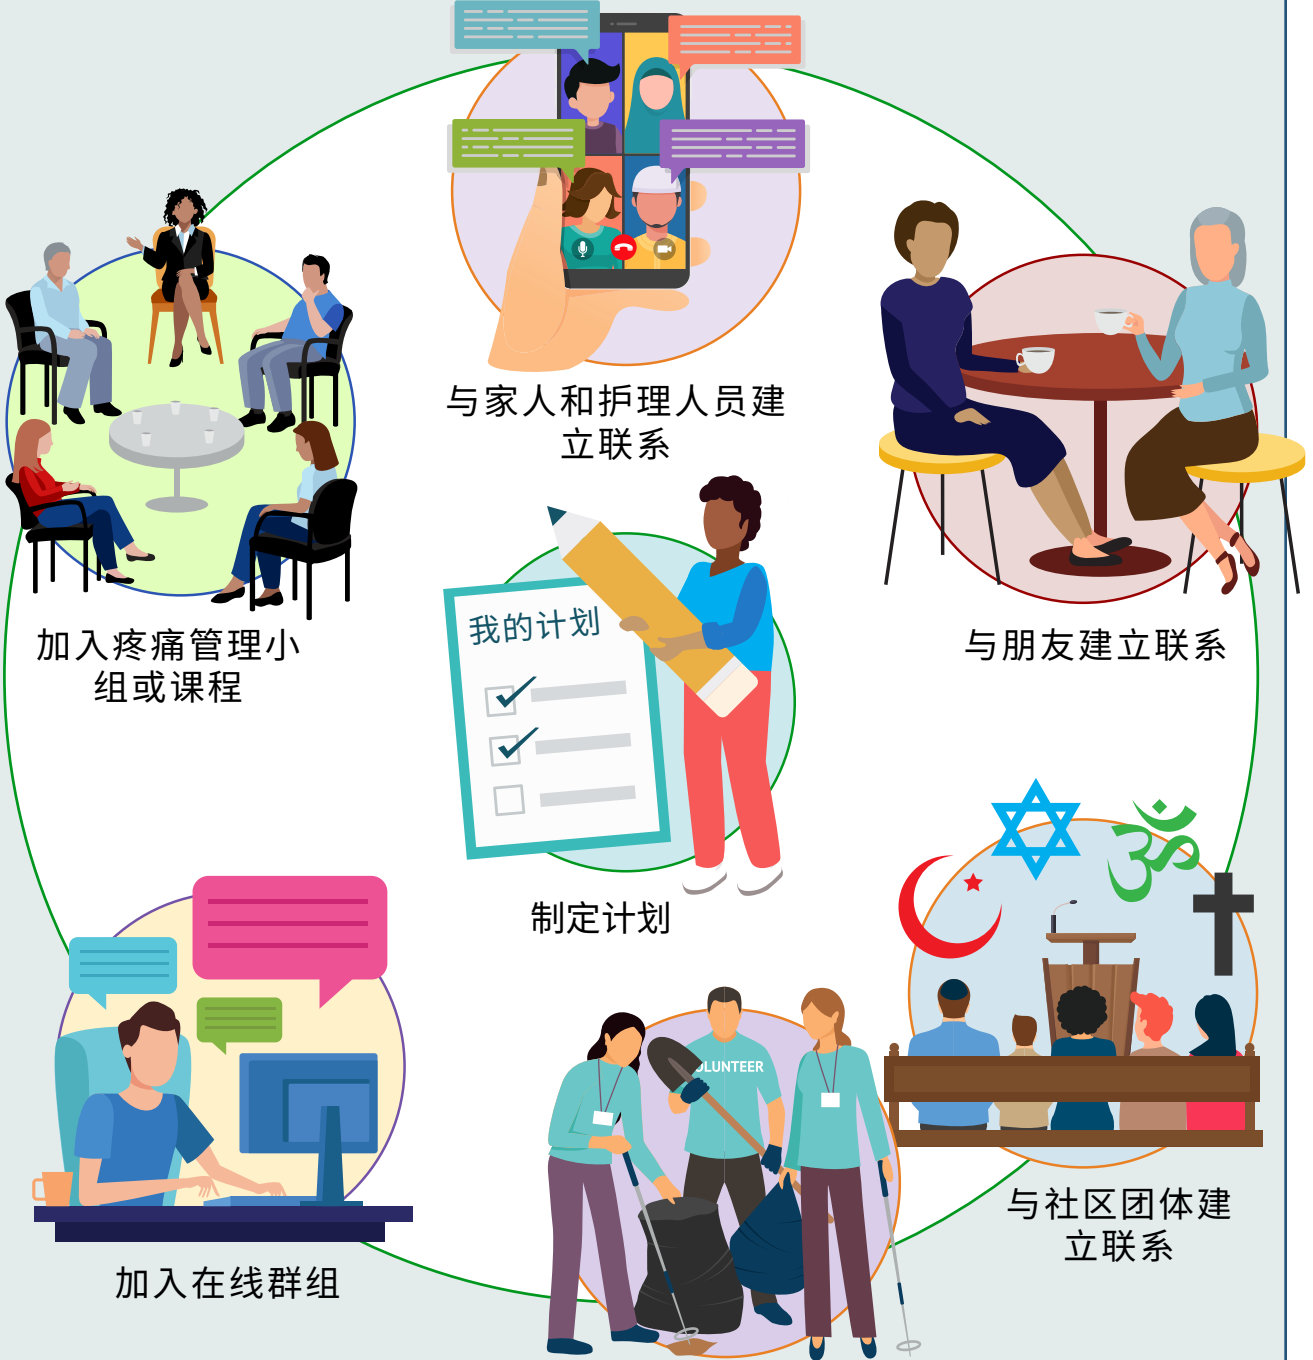 与家人和护理人员建
立联系
加入疼痛管理小
组或课程
与朋友建立联系
我的计划
制定计划
加入在线群组
OLUNTEER
与社区团体建
立联系